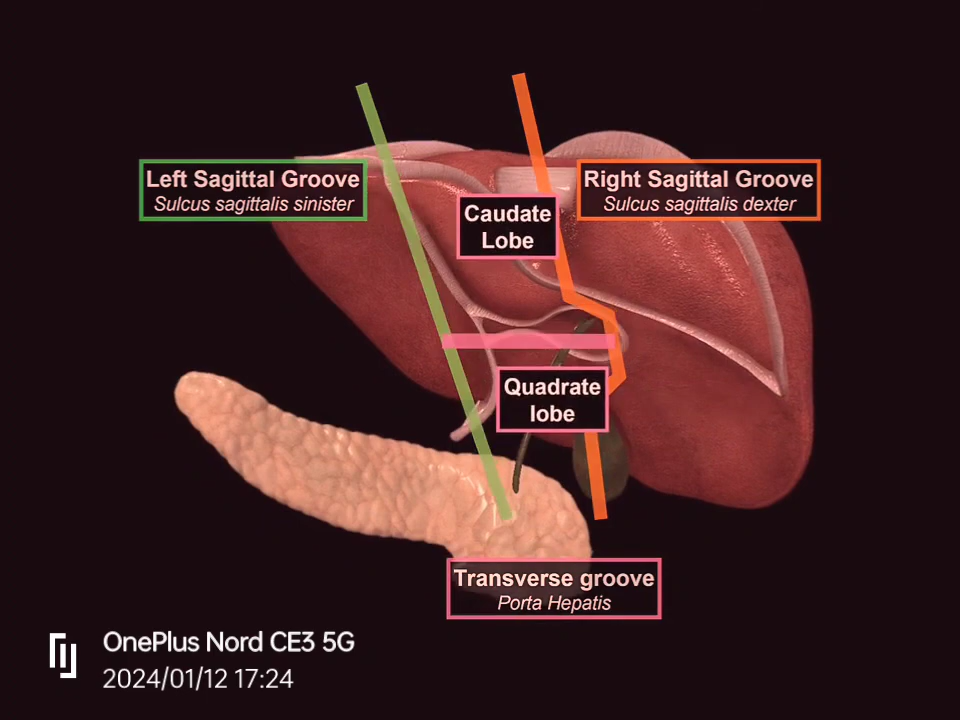 Left Sagittal Groove
Sulcus sagittalis sinister
Right Sagittal Groove
Sulcus sagittalis dexter
Caudate
Lobe
Quadrate
lobe
Transverse groove
Porta Hepatis
OnePlus Nord CE3 5G
2024/01/12 17:24